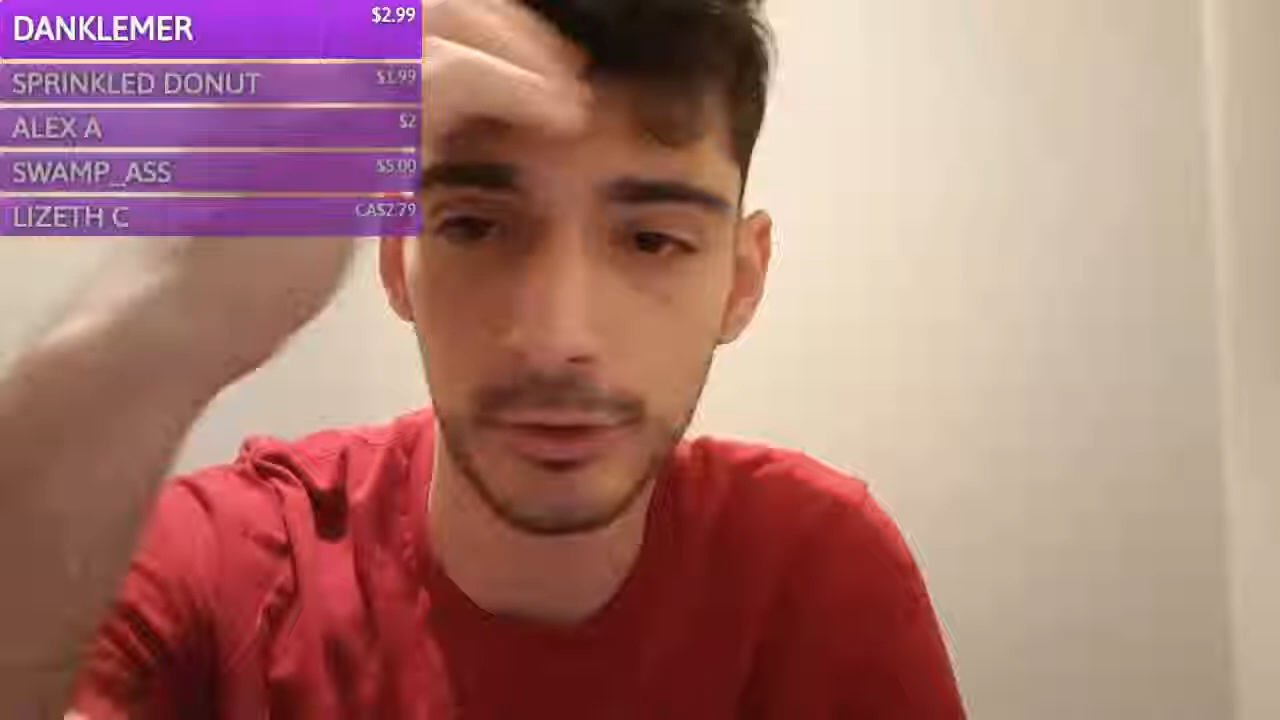 DANKLEMER $2.99
SPRINKLED DONUT $1.99
ALEX A $2
SWAMP_ASS $5.00
LIZETH C CA$2.79